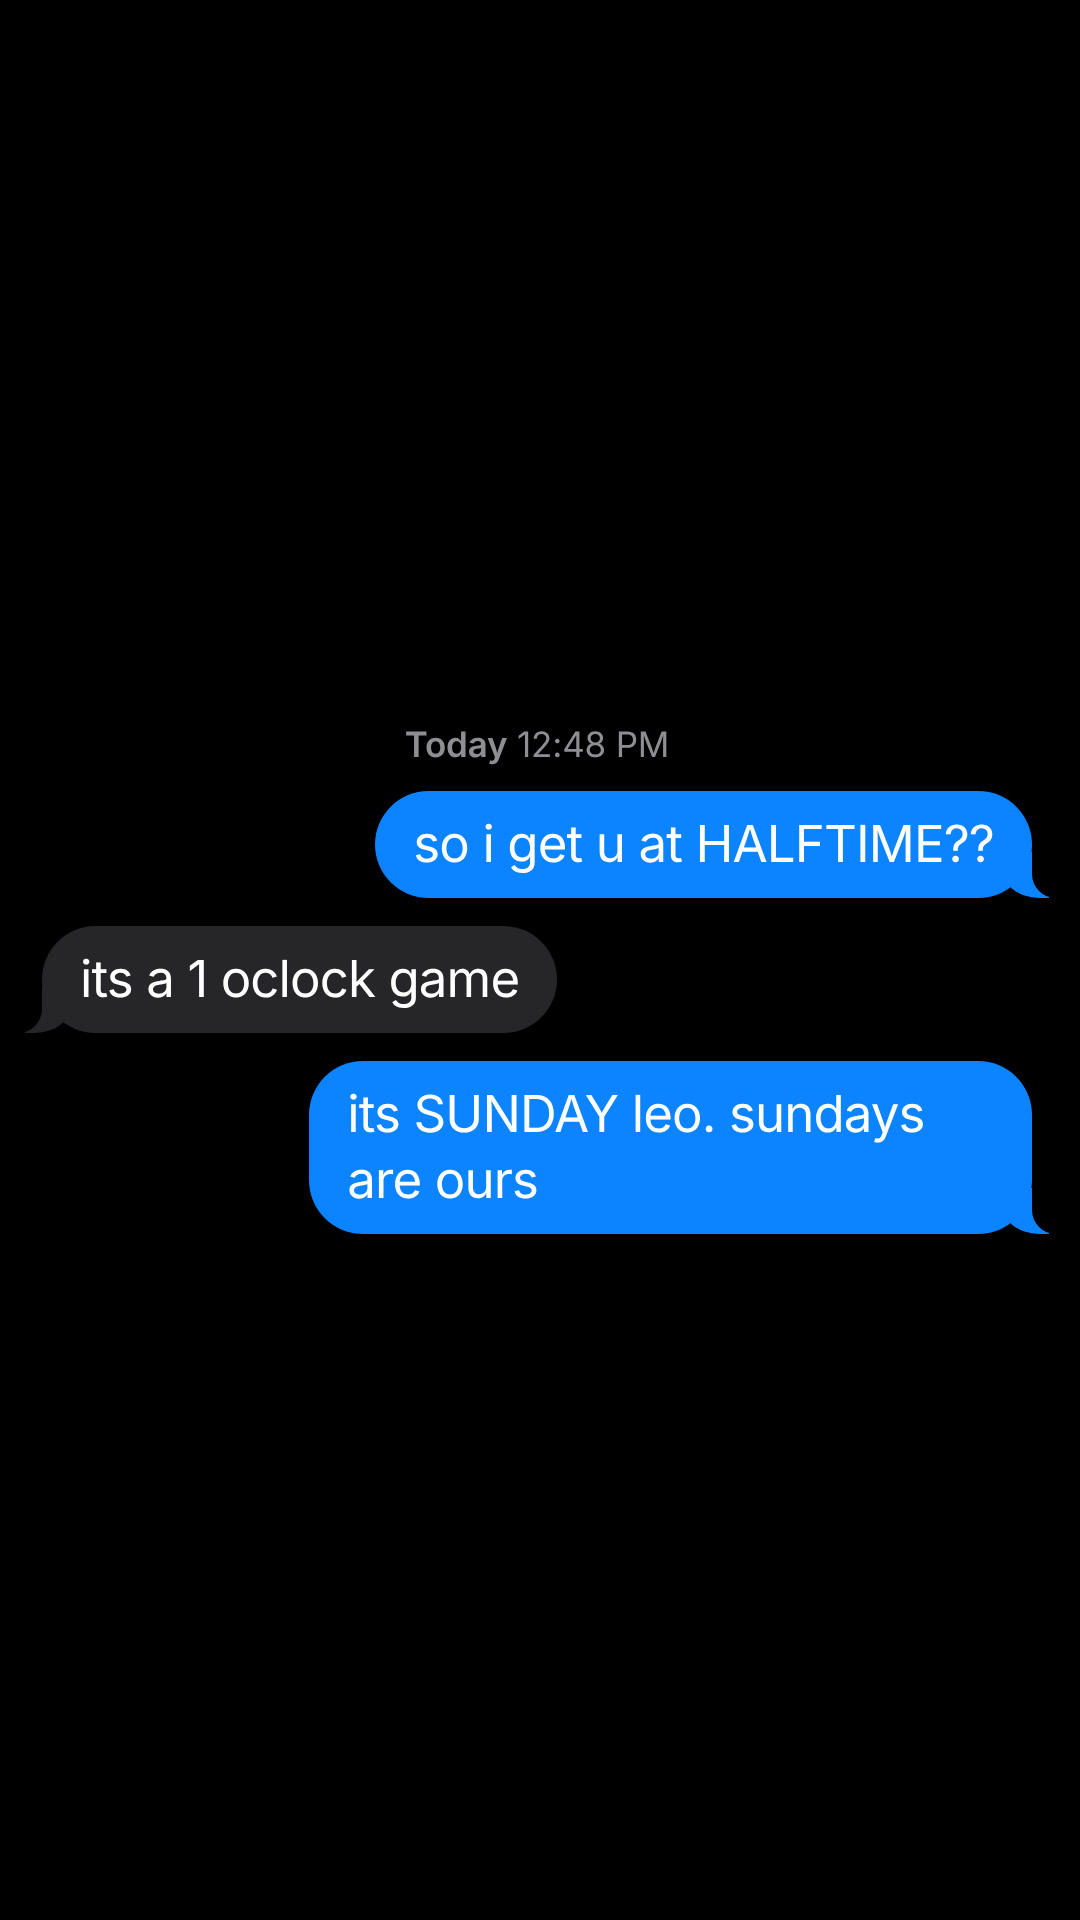 Today 12:48 PM
so i get u at HALFTIME??
its a 1 oclock game
its SUNDAY leo. sundays
are ours